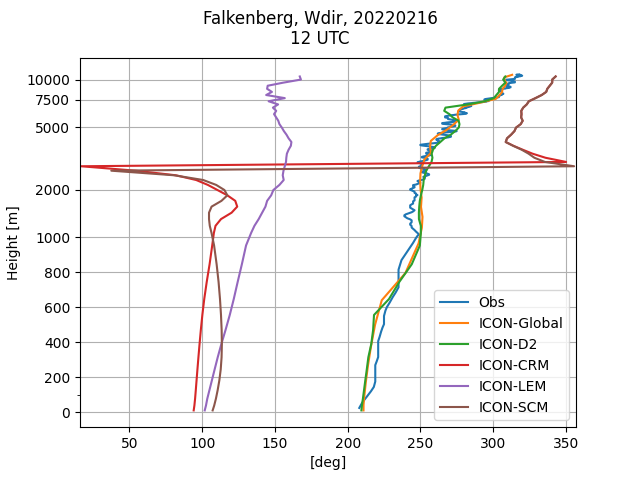 Falkenberg, Wdir, 20220216
12 UTC
Height [m]
10000
7500
5000
2000
1000
800
600
400
200
0
Obs
ICON-Global
ICON-D2
ICON-CRM
ICON-LEM
ICON-SCM
50 100 150 200 250 300 350
[deg]